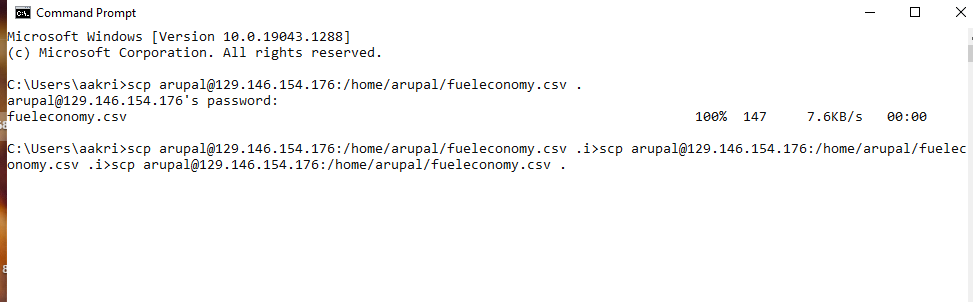 Command Prompt
Microsoft Windows [Version 10.0.19043.1288]
(c) Microsoft Corporation. All rights reserved.
C:\Users\aakri>scp arupal@129.146.154.176:/home/arupal/fueleconomy.csv .
arupal@129.146.154.176's password:
fueleconomy.csv 100% 147 7.6KB/s 00:00
C:\Users\aakri>scp arupal@129.146.154.176:/home/arupal/fueleconomy.csv .i>scp arupal@129.146.154.176:/home/arupal/fuelec
onomy.csv .i>scp arupal@129.146.154.176:/home/arupal/fueleconomy.csv .